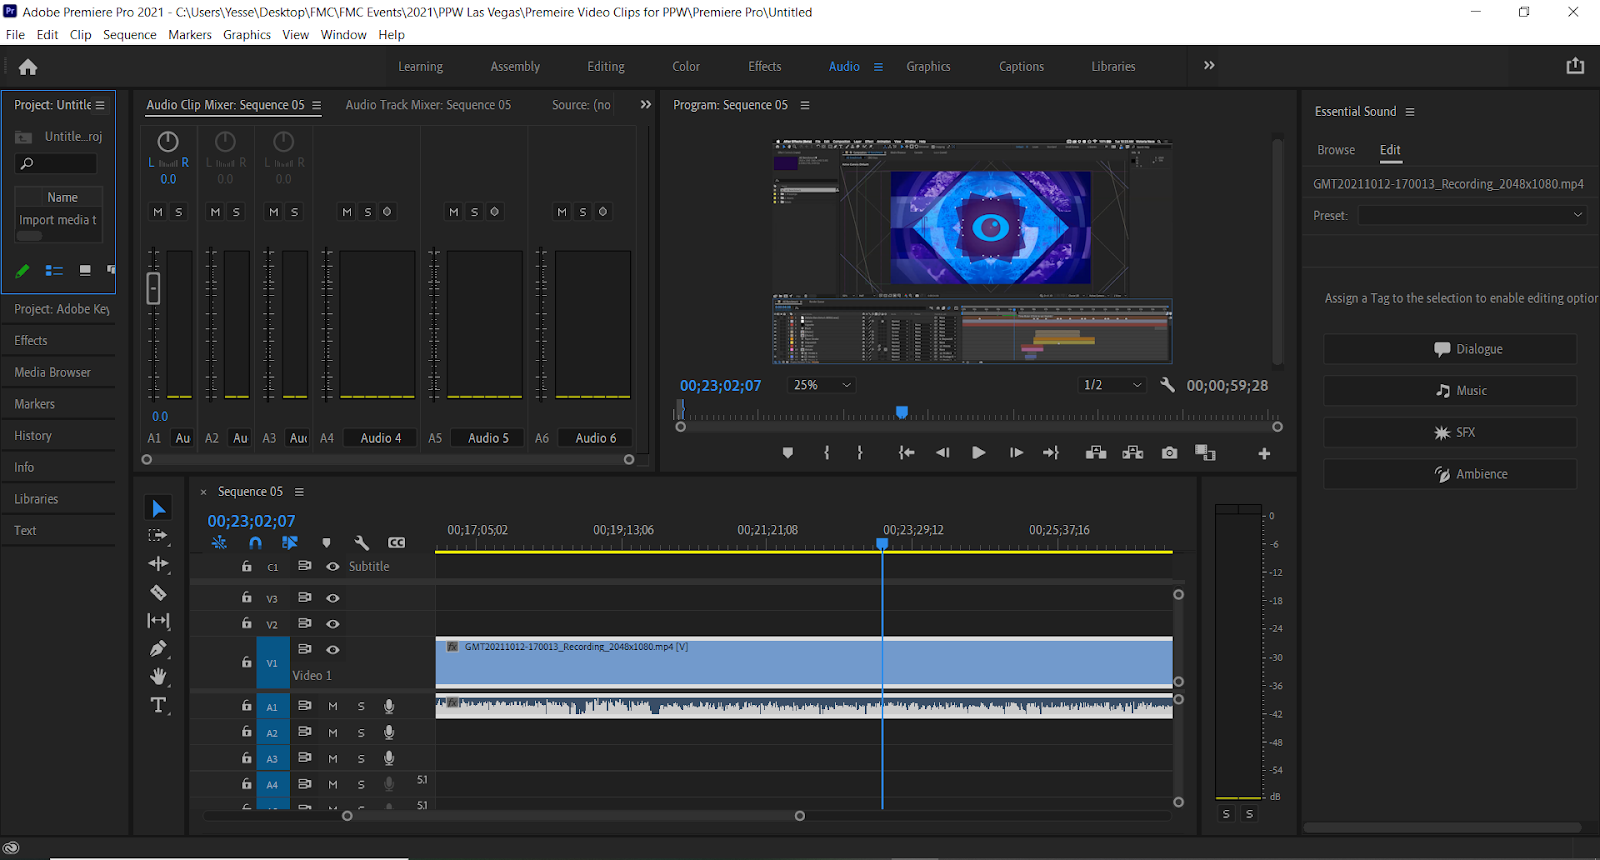 Pr Adobe Premiere Pro 2021 - C:\Users\Yesse\Desktop\FMC\FMC Events\2021\PPW Las Vegas\Premeire Video Clips for PPW\Premiere Pro\Untitled
File Edit Clip Sequence Markers Graphics View Window Help
Learning Assembly Editing Color Effects Audio Graphics Captions Libraries
Project: Untitle
Untitle...roj
Name
Import media t
Project: Adobe Key
Effects
Media Browser
Markers
History
Info
Libraries
Text
Audio Clip Mixer: Sequence 05 Audio Track Mixer: Sequence 05 Source: (no
L R L R L R
0.0 0.0 0.0
M S M S M S M S M S M S
0.0
A1 Au A2 Au A3 Au A4 Audio 4 A5 Audio 5 A6 Audio 6
Program: Sequence 05
00;23;02;07 25% 1/2 00;00;59;28
Essential Sound
Browse Edit
GMT20211012-170013_Recording_2048x1080.mp4
Preset:
Assign a Tag to the selection to enable editing option
Dialogue
Music
SFX
Ambience
Sequence 05
00;23;02;07
00;17;05;02 00;19;13;06 00;21;21;08 00;23;29;12 00;25;37;16
CC
C1 Subtitle
V3
V2
fx GMT20211012-170013_Recording_2048x1080.mp4 [V]
V1
Video 1
A1 M S fx
A2 M S
A3 M S
A4 M S 5.1
5.1
0
-6
-12
-18
-24
-30
-36
-42
-48
-54
dB
S S